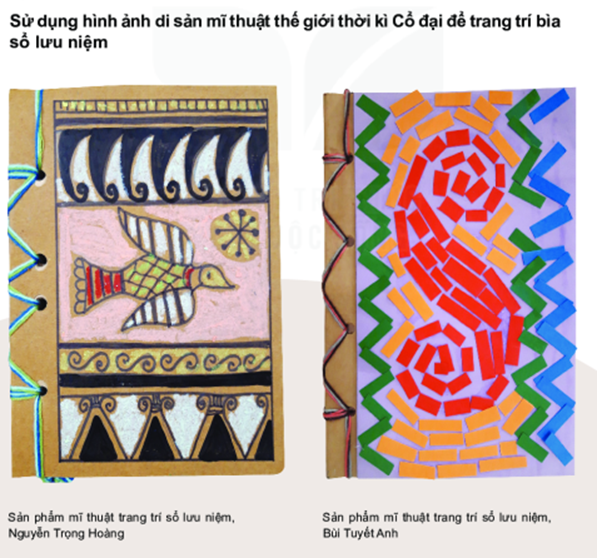 Sử dụng hình ảnh di sản mĩ thuật thế giới thời kì Cổ đại để trang trí bìa
sổ lưu niệm
Sản phẩm mĩ thuật trang trí sổ lưu niệm,
Nguyễn Trọng Hoàng
Sản phẩm mĩ thuật trang trí sổ lưu niệm,
Bùi Tuyết Anh